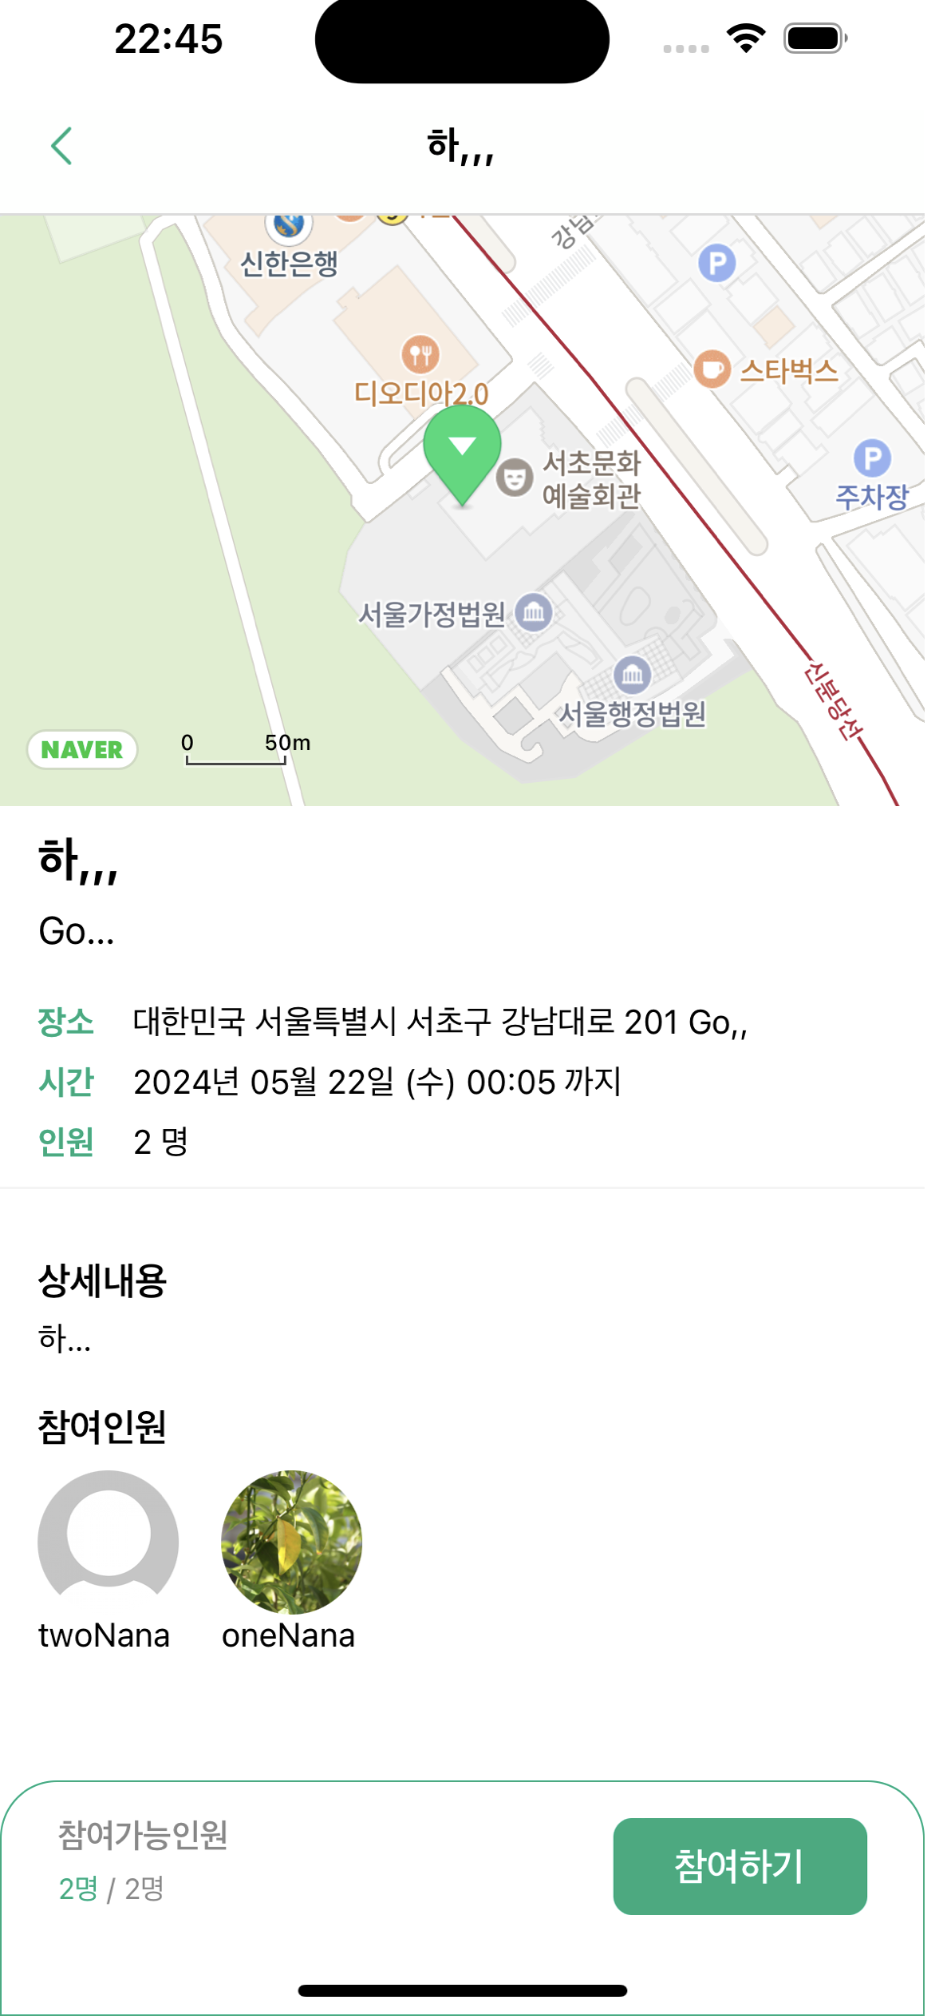 22:45
하,,,
강남
신한은행
P
디오디아2.0
스타벅스
서초문화
예술회관
P
주차장
서울가정법원
서울행정법원
신분당선
NAVER
0 50m
하,,,
Go...
장소 대한민국 서울특별시 서초구 강남대로 201 Go,,
시간 2024년 05월 22일 (수) 00:05 까지
인원 2 명
상세내용
하...
참여인원
twoNana oneNana
참여가능인원
2명 / 2명
참여하기